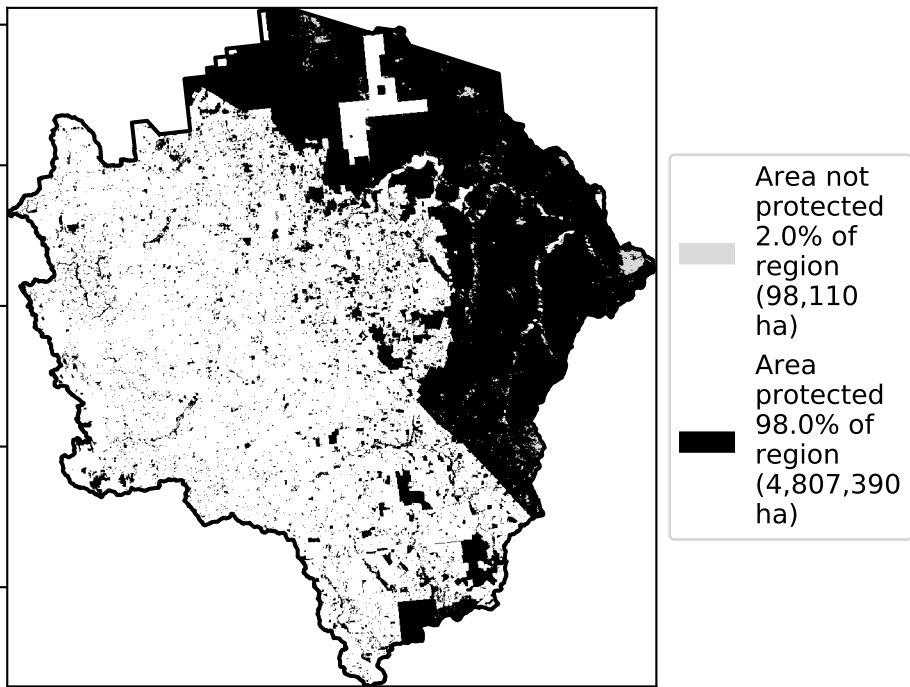 Area not
protected
2.0% of
region
(98,110
ha)
Area
protected
98.0% of
region
(4,807,390
ha)